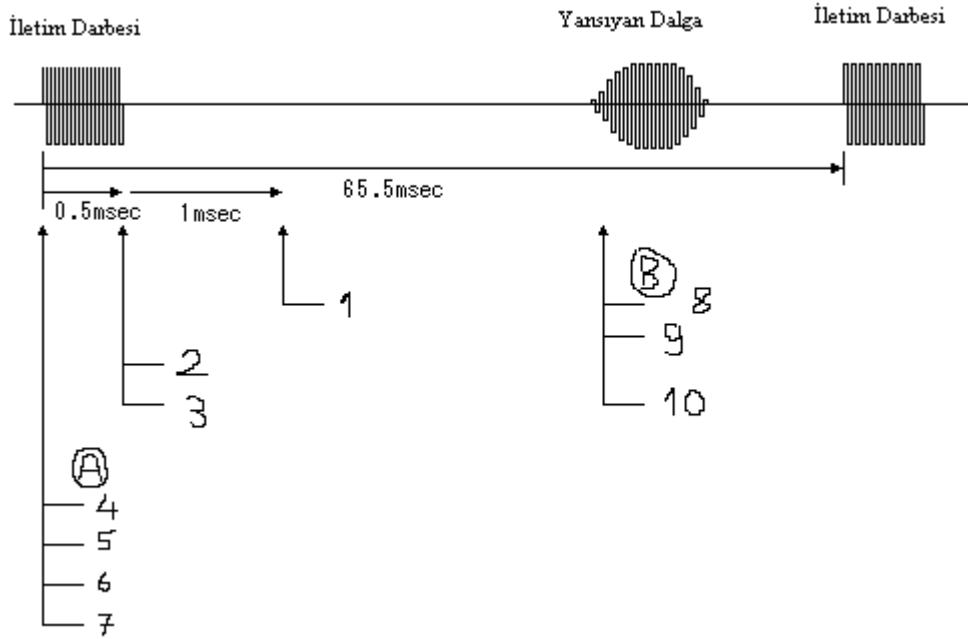 İletim Darbesi
Yansıyan Dalga
İletim Darbesi
65.5msec
0.5msec
1msec
1
B
8
9
2
3
10
A
4
5
6
7